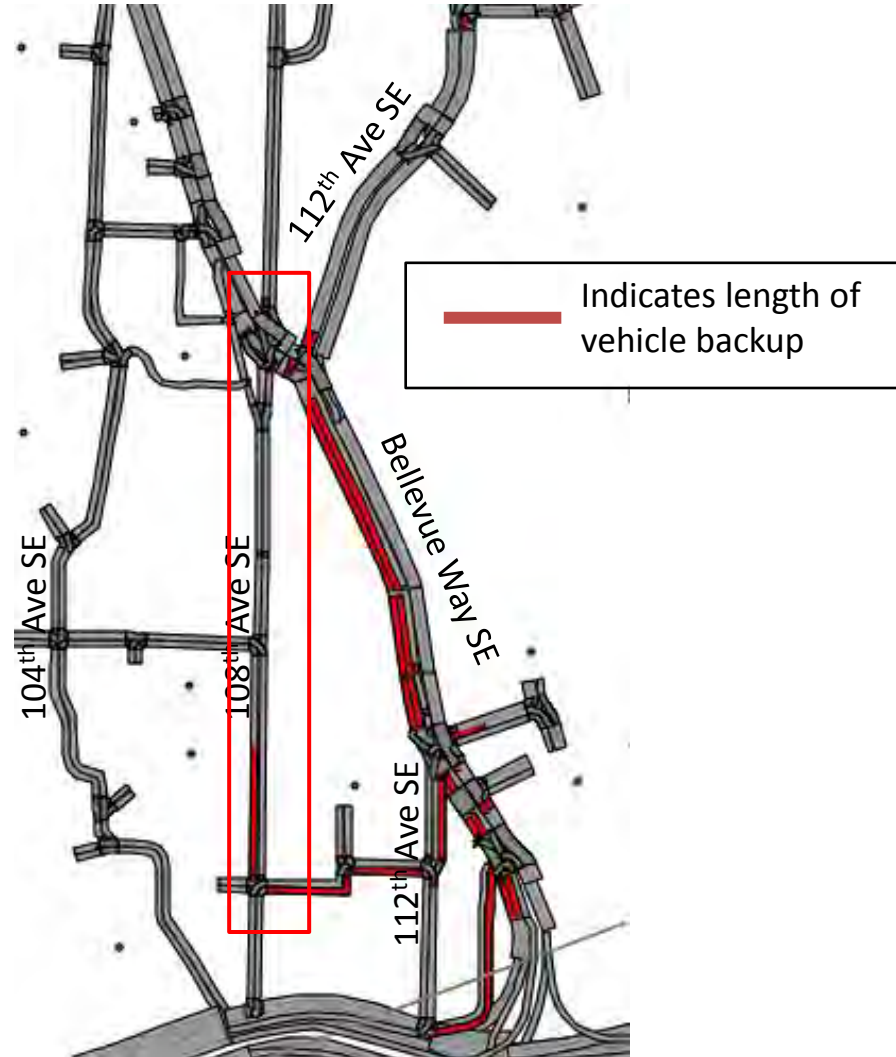 112th Ave SE
Indicates length of
vehicle backup
Bellevue Way SE
104th Ave SE
108th Ave SE
112th Ave SE